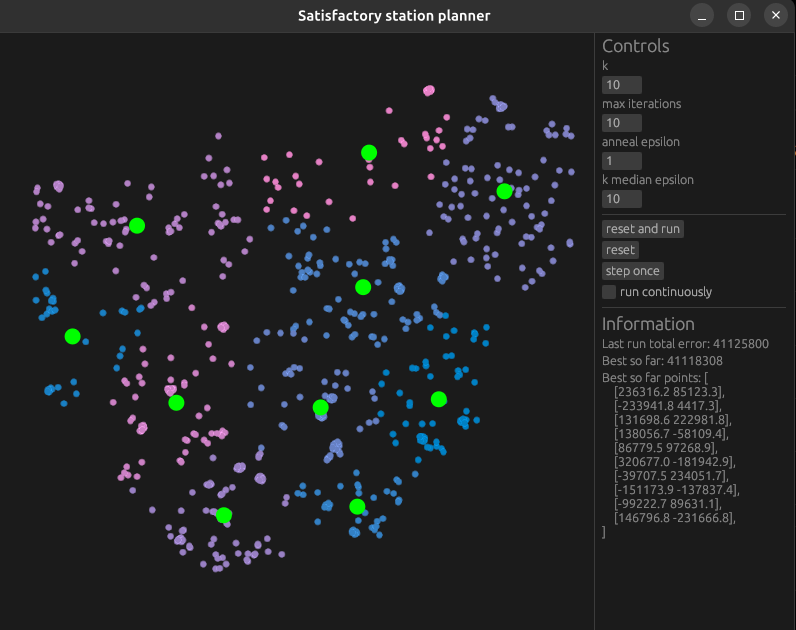 Satisfactory station planner
Controls
k
10
max iterations
10
anneal epsilon
1
k median epsilon
10
reset and run
reset
step once
run continuously
Information
Last run total error: 41125800
Best so far: 41118308
Best so far points: [
[236316.2 85123.3],
[-233941.8 4417.3],
[131698.6 222981.8],
[138056.7 -58109.4],
[86779.5 97268.9],
[320677.0 -181942.9],
[-39707.5 234051.7],
[-151173.9 -137837.4],
[-99222.7 89631.1],
[146796.8 -231666.8],
]